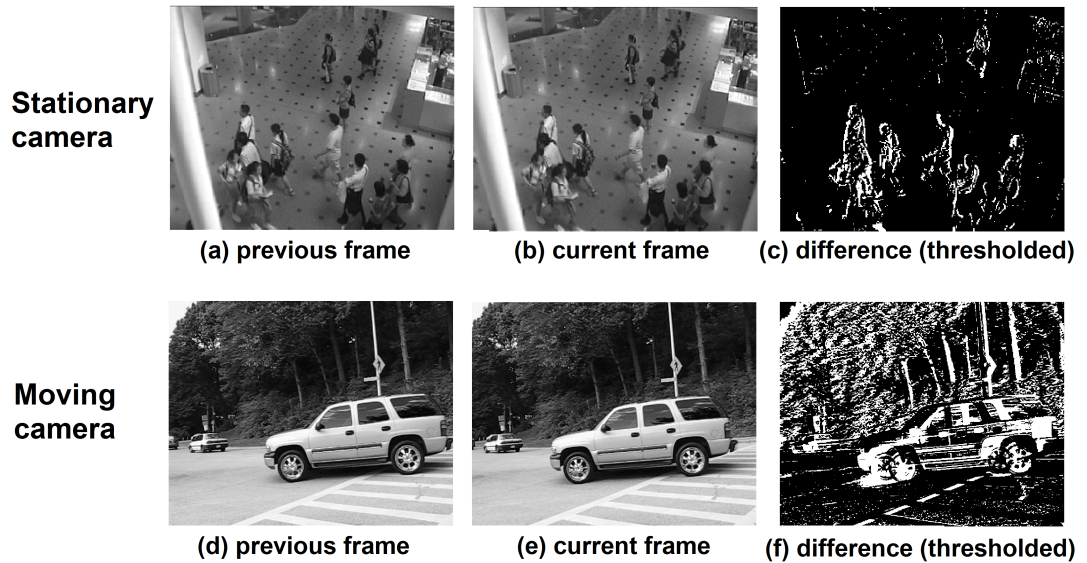 Stationary
camera
(a) previous frame
(b) current frame
(c) difference (thresholded)
Moving
camera
(d) previous frame
(e) current frame
(f) difference (thresholded)